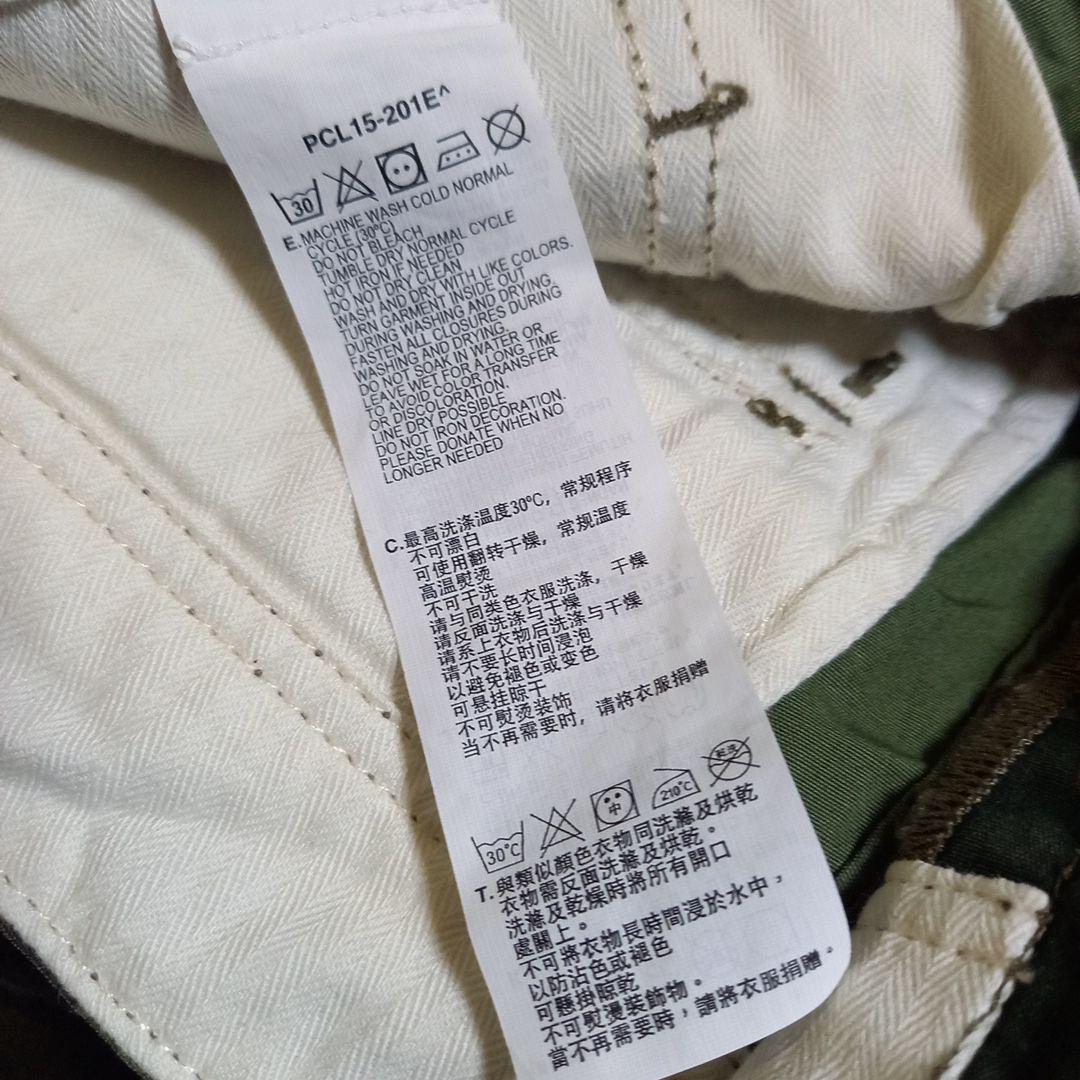 PCL15-201E^
30
E. MACHINE WASH COLD NORMAL
CYCLE (30ºC)
DO NOT BLEACH
TUMBLE DRY NORMAL CYCLE
HOT IRON IF NEEDED
DO NOT DRY CLEAN
WASH AND DRY WITH LIKE COLORS.
TURN GARMENT INSIDE OUT
DURING WASHING AND DRYING.
FASTEN ALL CLOSURES DURING
WASHING AND DRYING.
DO NOT SOAK IN WATER OR
LEAVE WET FOR A LONG TIME
TO AVOID COLOR TRANSFER
OR DISCOLORATION.
LINE DRY POSSIBLE
DO NOT IRON DECORATION.
PLEASE DONATE WHEN NO
LONGER NEEDED
C. 最高洗涤温度30ºC，常规程序
不可漂白
可使用翻转干燥，常规温度
高温熨烫
不可干洗
请与同类色衣服洗涤，干燥
请反面洗涤与干燥
请系上衣物后洗涤与干燥
请不要长时间浸泡
以避免褪色或变色
可悬挂晾干
不可熨烫装饰
当不再需要时，请将衣服捐赠
30℃ 中 210℃ 乾洗
T. 與類似顏色衣物同洗滌及烘乾
衣物需反面洗滌及烘乾。
洗滌及乾燥時將所有開口
處關上。
不可將衣物長時間浸於水中，
以防沾色或褪色
可懸掛晾乾
不可熨燙裝飾物。
當不再需要時，請將衣服捐贈。